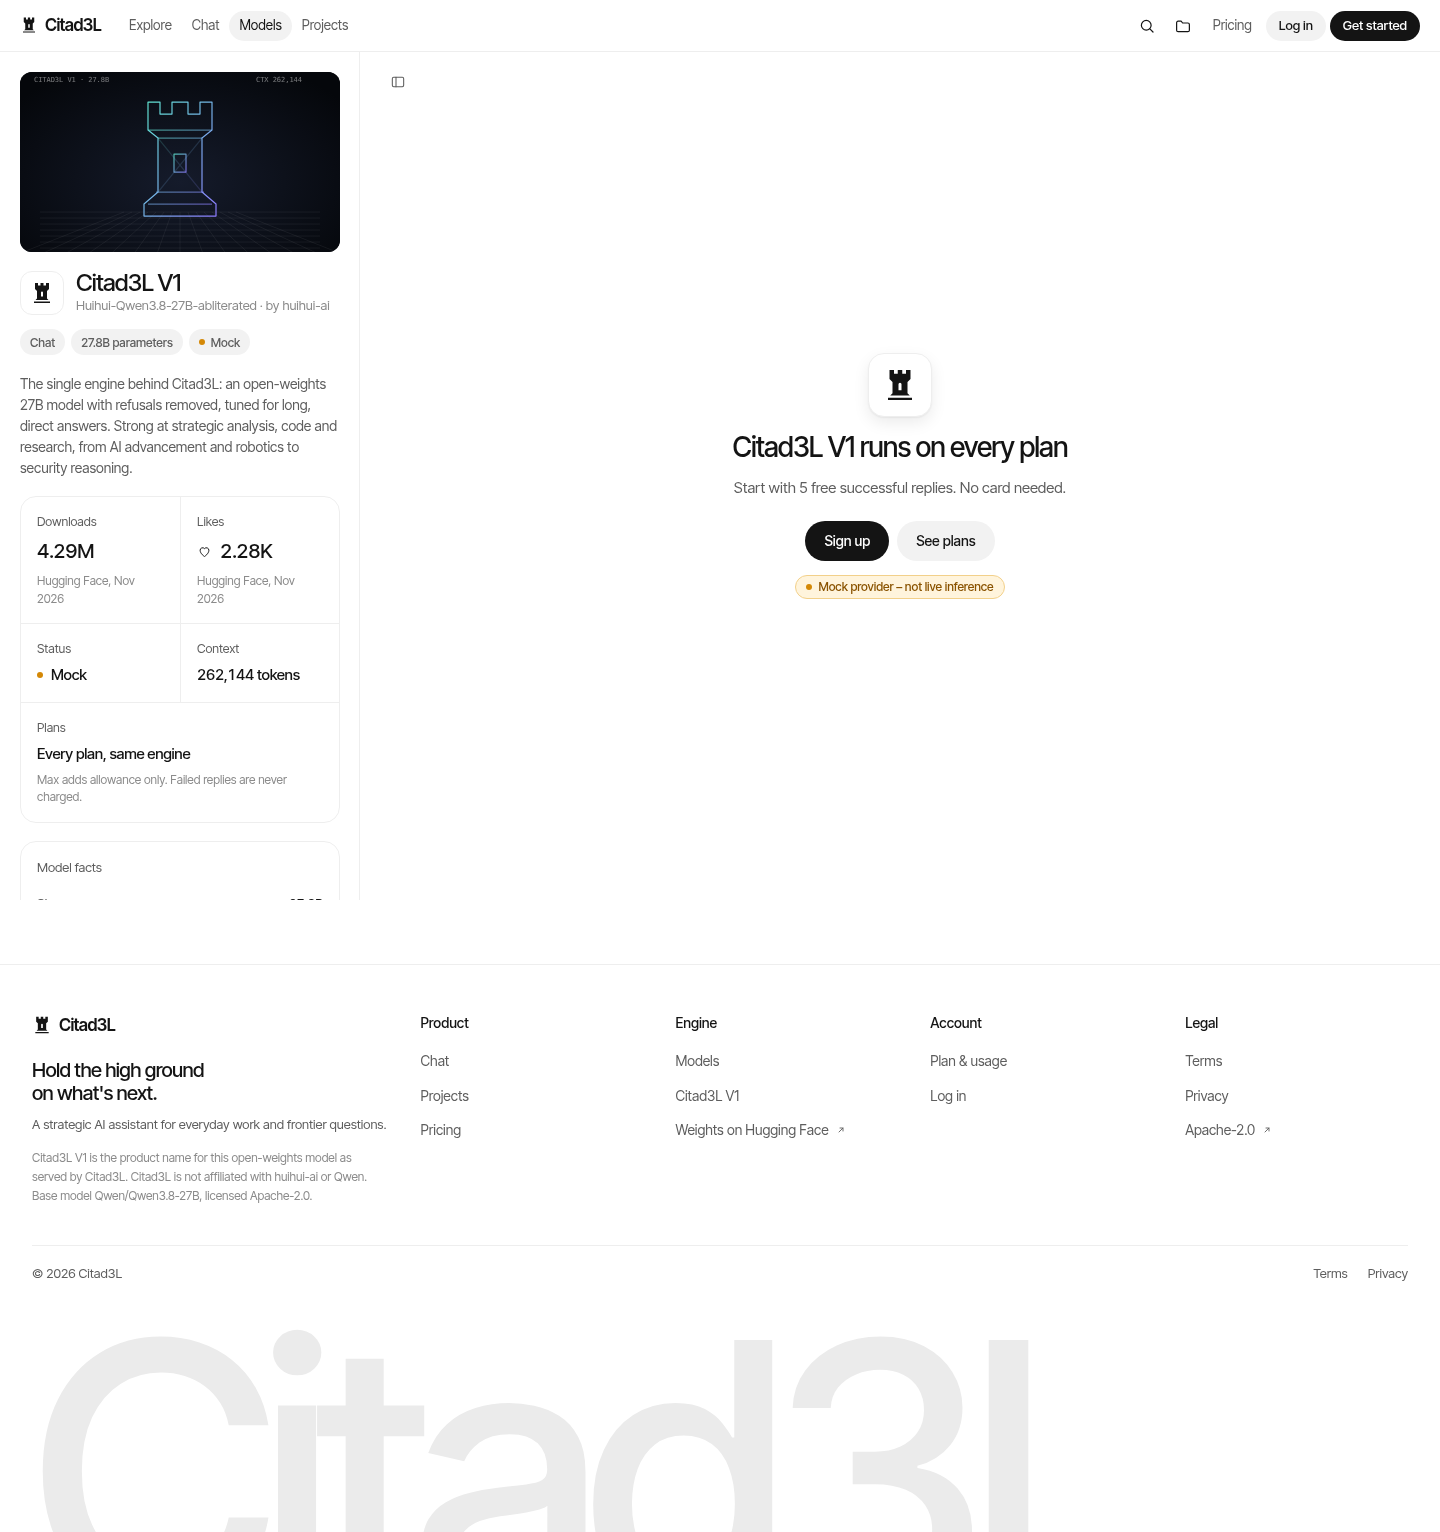 Citad3L
Explore
Chat
Models
Projects
Pricing
Log in
Get started
CITAD3L V1 - 27.8B
CTX 262,144
Citad3L V1
Huihui-Qwen3.8-27B-abliterated · by huihui-ai
Chat
27.8B parameters
Mock
The single engine behind Citad3L: an open-weights
27B model with refusals removed, tuned for long,
direct answers. Strong at strategic analysis, code and
research, from AI advancement and robotics to
security reasoning.
Downloads
4.29M
Hugging Face, Nov
2026
Likes
2.28K
Hugging Face, Nov
2026
Status
Mock
Context
262,144 tokens
Plans
Every plan, same engine
Max adds allowance only. Failed replies are never
charged.
Model facts
Citad3L V1 runs on every plan
Start with 5 free successful replies. No card needed.
Sign up
See plans
Mock provider – not live inference
Citad3L
Hold the high ground
on what's next.
A strategic AI assistant for everyday work and frontier questions.
Citad3L V1 is the product name for this open-weights model as
served by Citad3L. Citad3L is not affiliated with huihui-ai or Qwen.
Base model Qwen/Qwen3.8-27B, licensed Apache-2.0.
Product
Chat
Projects
Pricing
Engine
Models
Citad3L V1
Weights on Hugging Face
Account
Plan & usage
Log in
Legal
Terms
Privacy
Apache-2.0
© 2026 Citad3L
Terms
Privacy
Citad3L